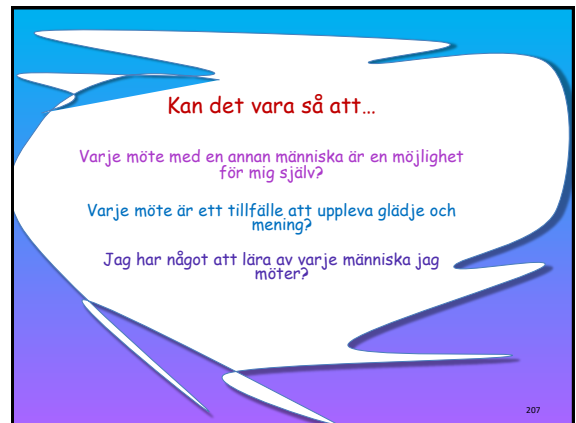 Kan det vara så att…
Varje möte med en annan människa är en möjlighet
för mig själv?
Varje möte är ett tillfälle att uppleva glädje och
mening?
Jag har något att lära av varje människa jag
möter?
207